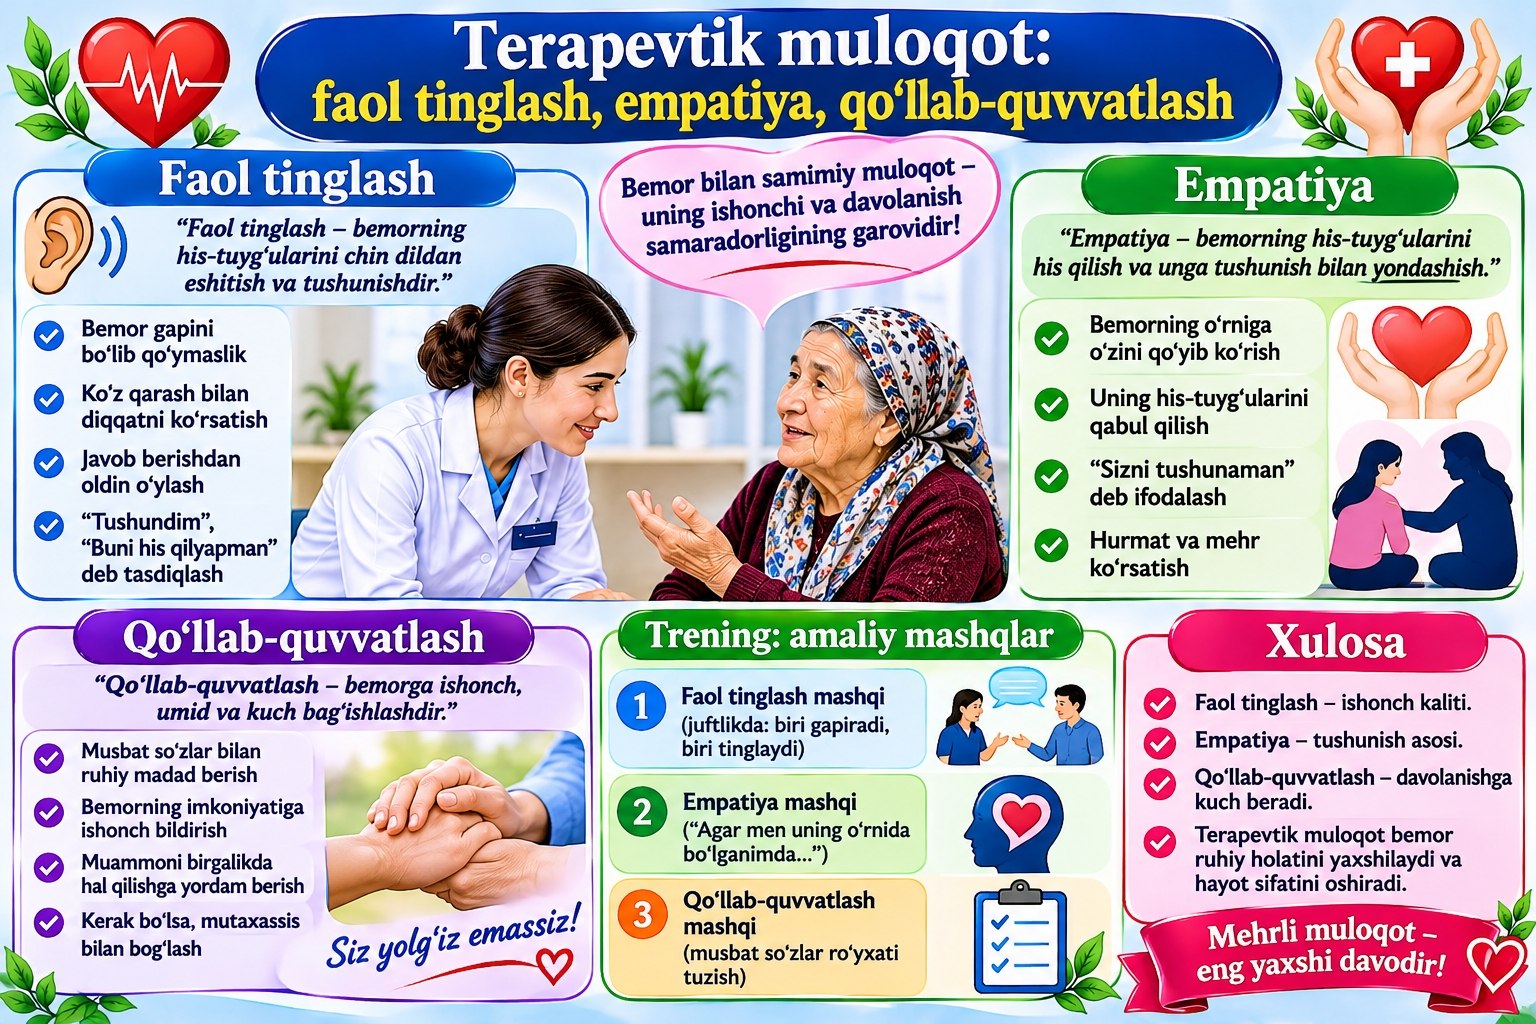 Terapevtik muloqot:
faol tinglash, empatiya, qo‘llab-quvvatlash
Faol tinglash
“Faol tinglash – bemorning
his-tuyg‘ularini chin dildan
eshitish va tushunishdir.”
Bemor gapini
bo‘lib qo‘ymaslik
Ko‘z qarash bilan
diqqatni ko‘rsatish
Javob berishdan
oldin o‘ylash
“Tushundim”,
“Buni his qilyapman”
deb tasdiqlash
Bemor bilan samimiy muloqot –
uning ishonchi va davolanish
samaradorligining garovidir!
Empatiya
“Empatiya – bemorning his-tuyg‘ularini
his qilish va unga tushunish bilan yondashish.”
Bemorning o‘rniga
o‘zini qo‘yib ko‘rish
Uning his-tuyg‘ularini
qabul qilish
“Sizni tushunaman”
deb ifodalash
Hurmat va mehr
ko‘rsatish
Qo‘llab-quvvatlash
“Qo‘llab-quvvatlash – bemorga ishonch,
umid va kuch bag‘ishlashdir.”
Musbat so‘zlar bilan
ruhiy madad berish
Bemorning imkoniyatiga
ishonch bildirish
Muammoni birgalikda
hal qilishga yordam berish
Kerak bo‘lsa, mutaxassis
bilan bog‘lash
Siz yolg‘iz emassiz!
Trening: amaliy mashqlar
1
Faol tinglash mashqi
(juftlikda: biri gapiradi,
biri tinglaydi)
2
Empatiya mashqi
(“Agar men uning o‘rnida
bo‘lganimda...”)
3
Qo‘llab-quvvatlash
mashqi
(musbat so‘zlar ro‘yxati
tuzish)
Xulosa
Faol tinglash – ishonch kaliti.
Empatiya – tushunish asosi.
Qo‘llab-quvvatlash – davolanishga
kuch beradi.
Terapevtik muloqot bemor
ruhiy holatini yaxshilaydi va
hayot sifatini oshiradi.
Mehrli muloqot –
eng yaxshi davodir!